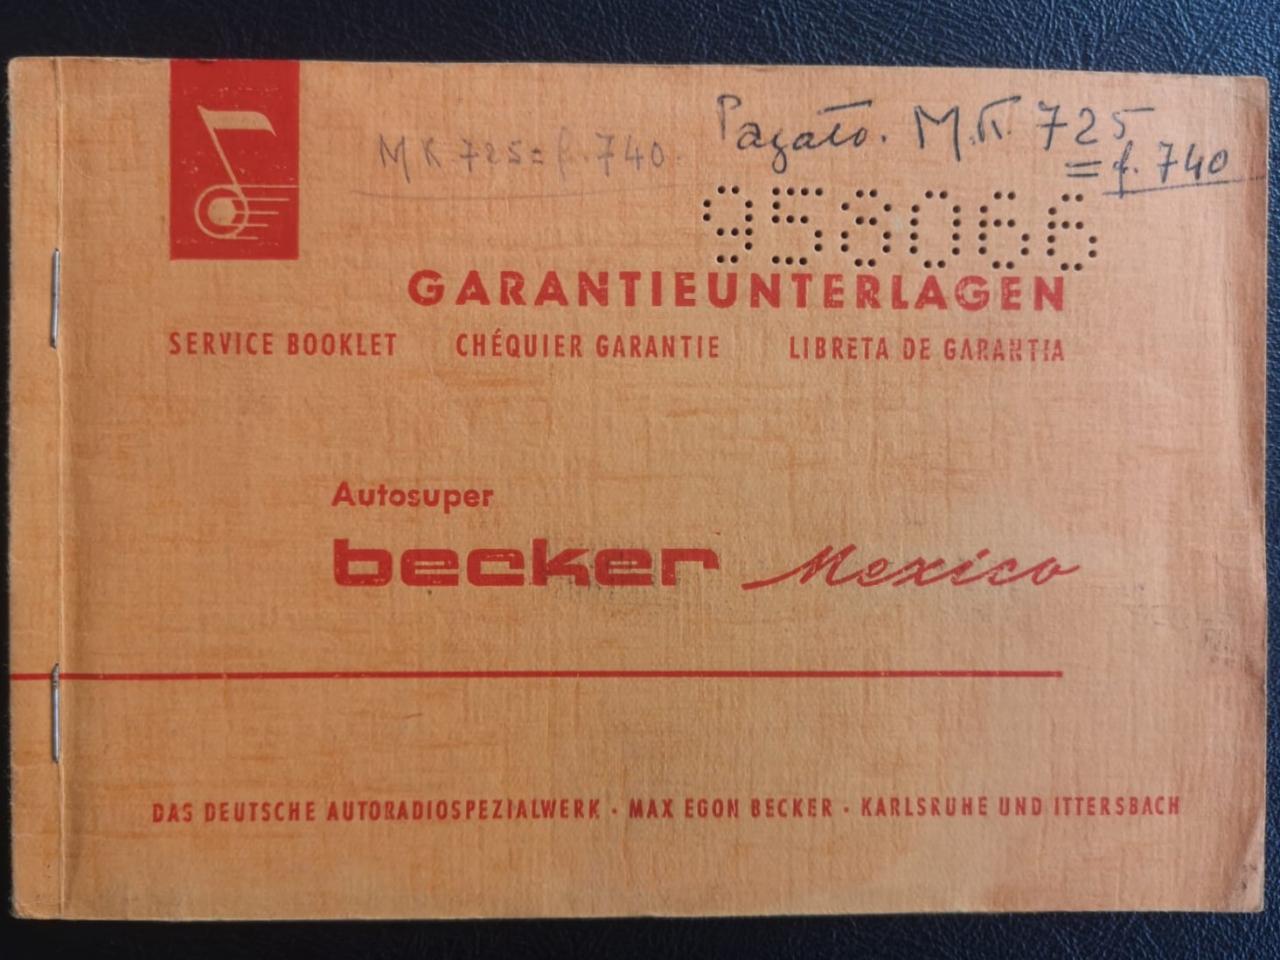 Pagato. M.K. 725
MK 725 = f. 740.
= f. 740
958066
GARANTIEUNTERLAGEN
SERVICE BOOKLET CHÉQUIER GARANTIE LIBRETA DE GARANTIA
Autosuper
becker Mexico
DAS DEUTSCHE AUTORADIOSPEZIALWERK · MAX EGON BECKER · KARLSRUHE UND ITTERSBACH